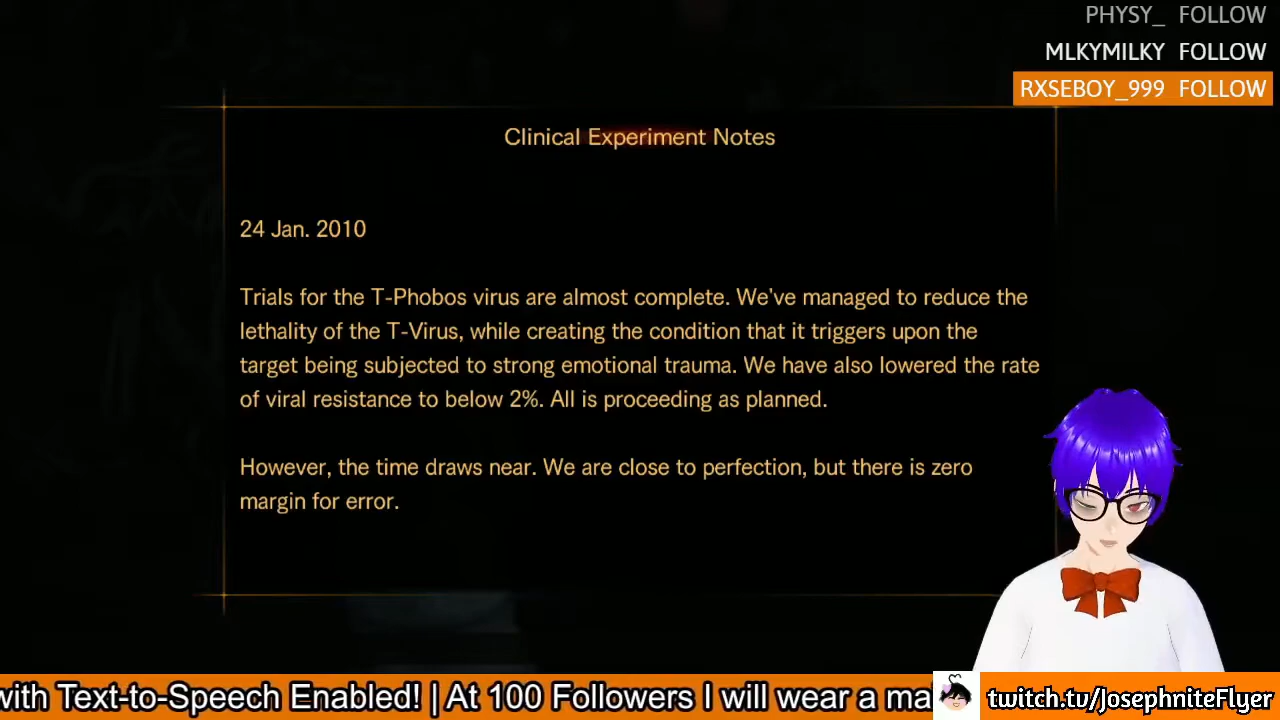 PHYSY_ FOLLOW
MLKYMILKY FOLLOW
RXSEBOY_999 FOLLOW
Clinical Experiment Notes
24 Jan. 2010
Trials for the T-Phobos virus are almost complete. We've managed to reduce the
lethality of the T-Virus, while creating the condition that it triggers upon the
target being subjected to strong emotional trauma. We have also lowered the rate
of viral resistance to below 2%. All is proceeding as planned.
However, the time draws near. We are close to perfection, but there is zero
margin for error.
with Text-to-Speech Enabled! | At 100 Followers I will wear a ma
twitch.tv/JosephniteFlyer